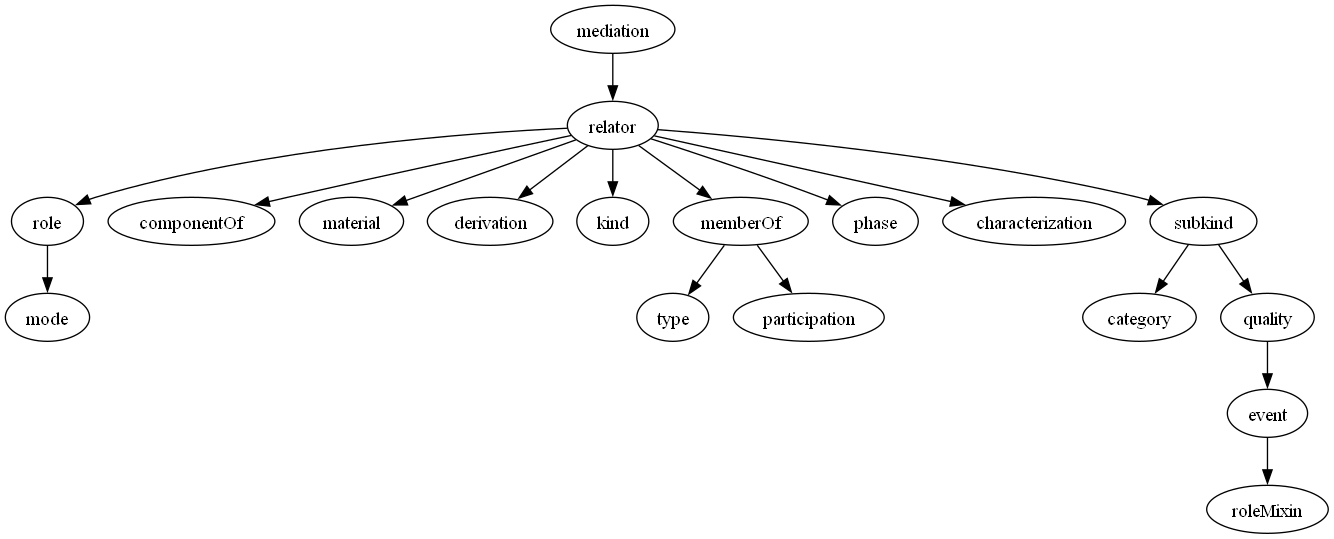 mediation
relator
role
componentOf
material
derivation
kind
memberOf
phase
characterization
subkind
mode
type
participation
category
quality
event
roleMixin